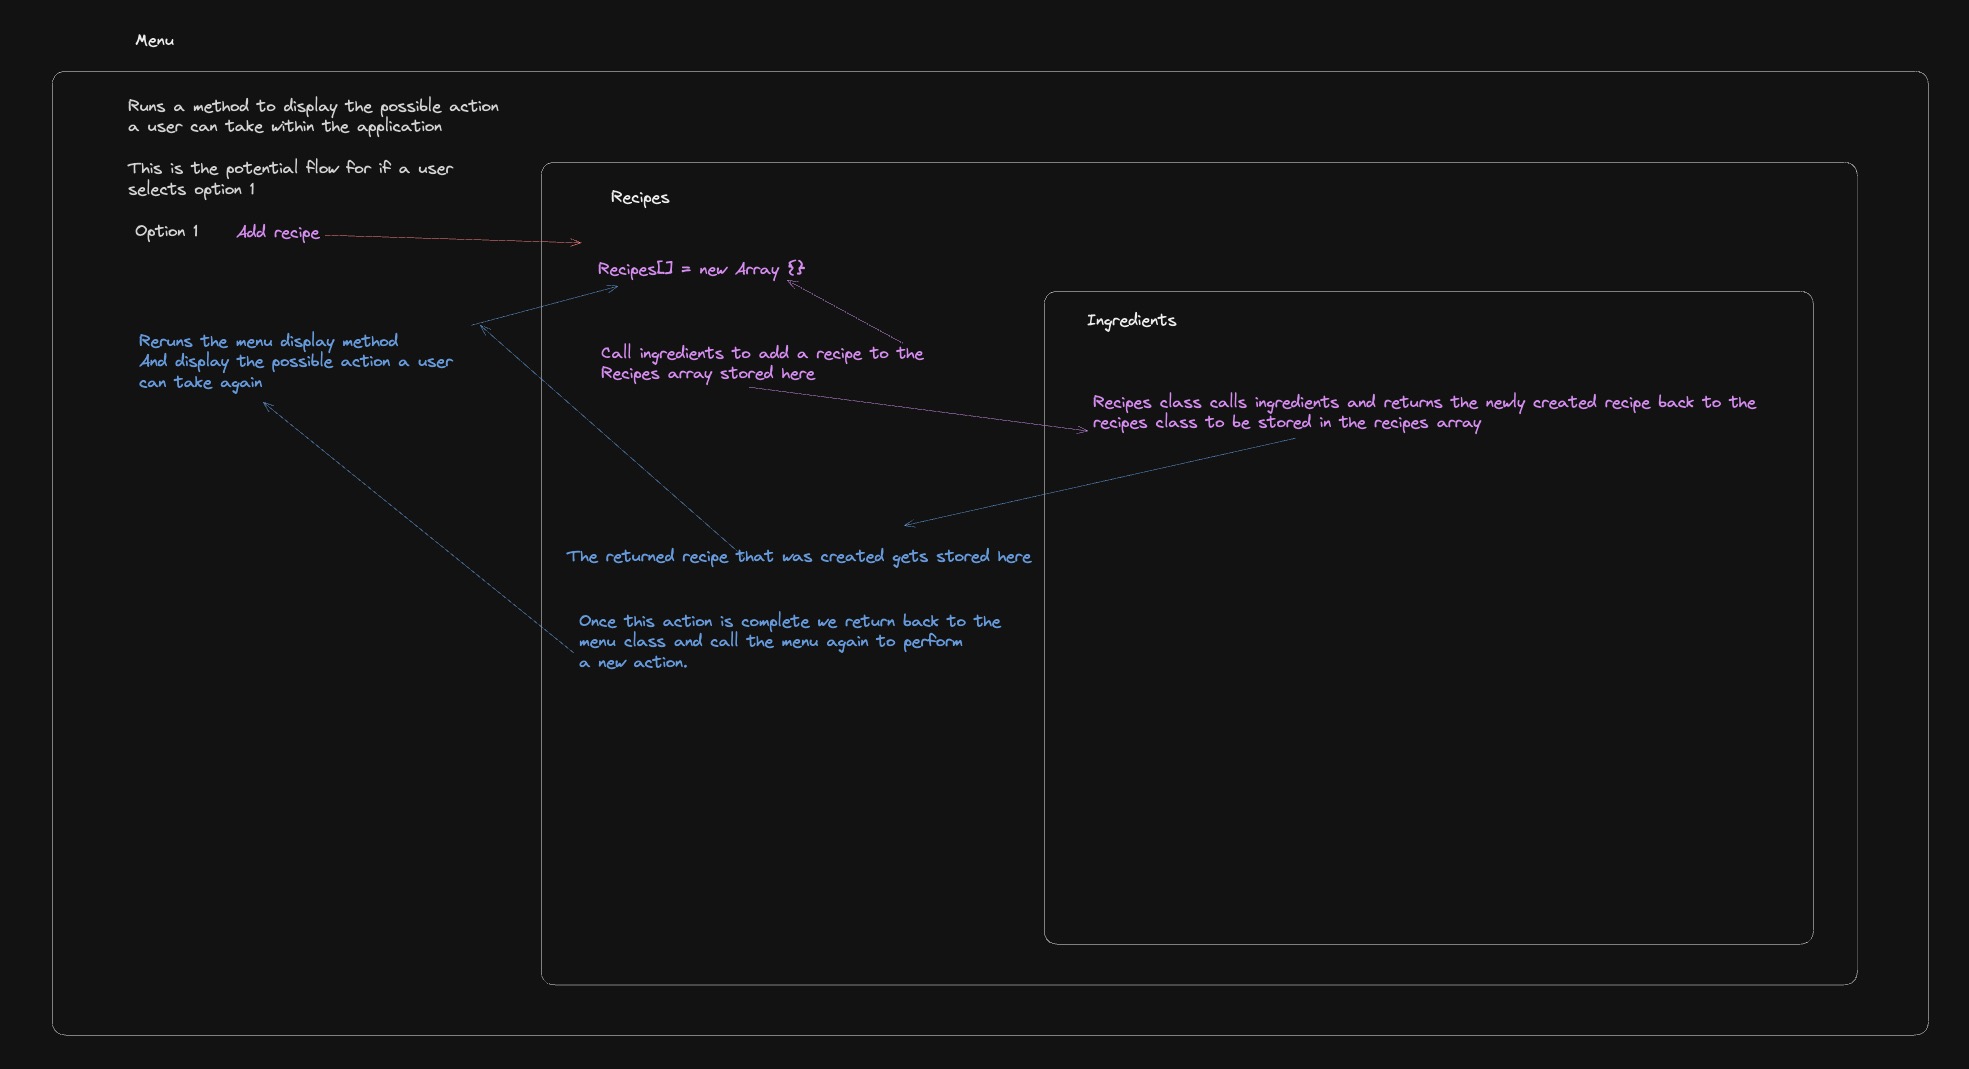 Menu
Runs a method to display the possible action
a user can take within the application
This is the potential flow for if a user
selects option 1
Option 1 Add recipe
Recipes
Recipes[] = new Array {}
Ingredients
Reruns the menu display method
And display the possible action a user
can take again
Call ingredients to add a recipe to the
Recipes array stored here
Recipes class calls ingredients and returns the newly created recipe back to the
recipes class to be stored in the recipes array
The returned recipe that was created gets stored here
Once this action is complete we return back to the
menu class and call the menu again to perform
a new action.